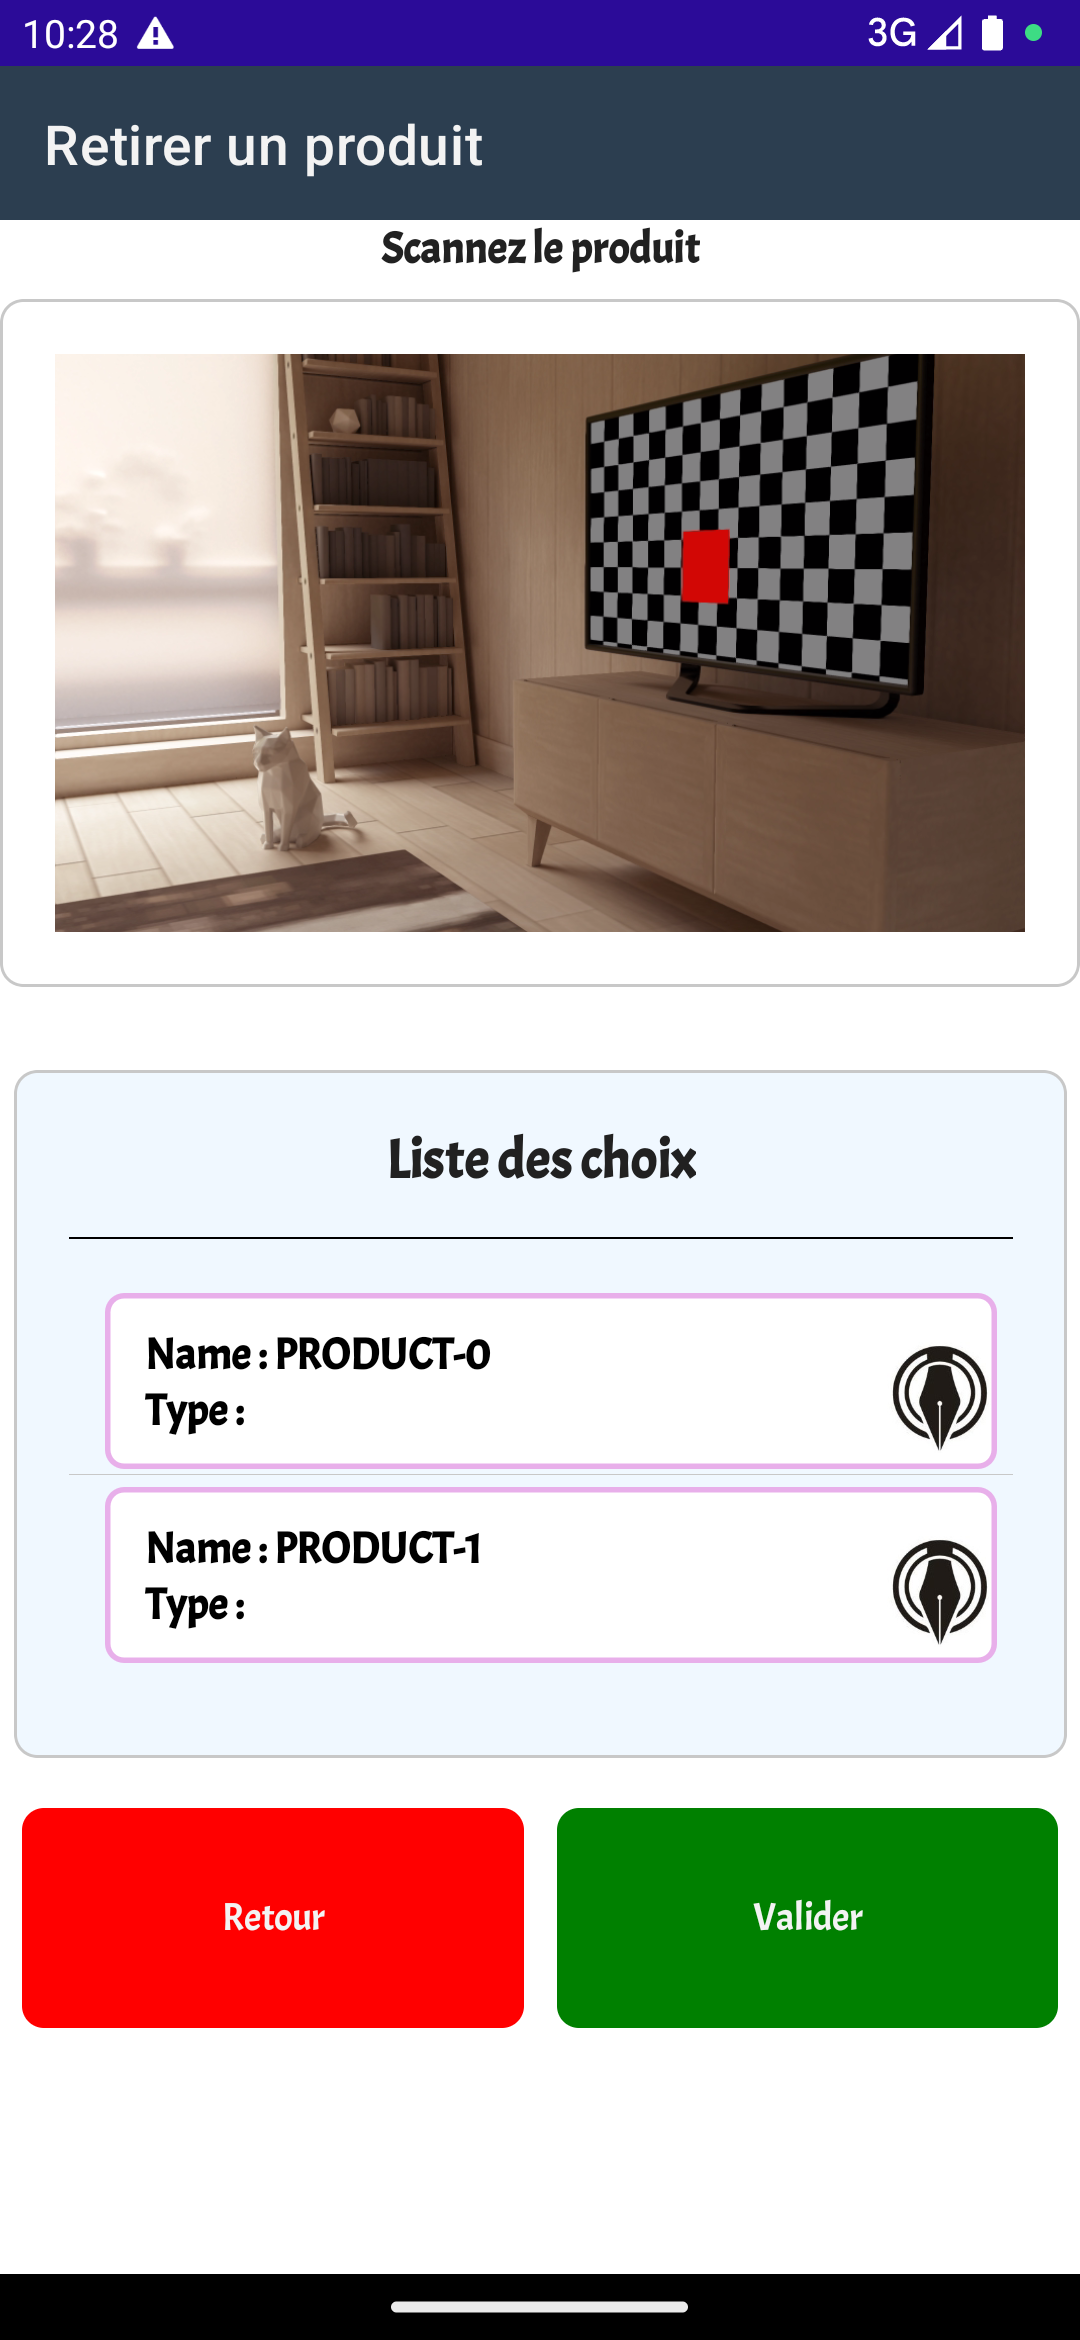 10:28
3G
Retirer un produit
Scannez le produit
Liste des choix
Name : PRODUCT-0
Type :
Name : PRODUCT-1
Type :
Retour
Valider